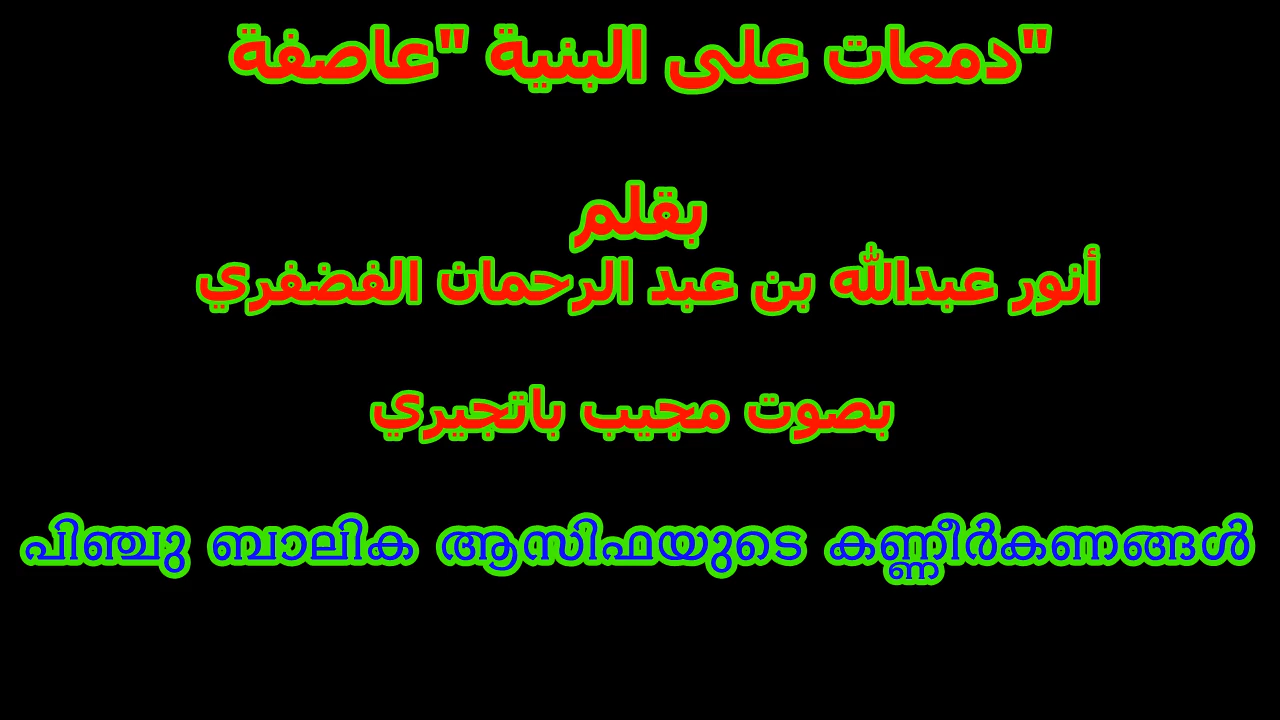 "دمعات على البنية "عاصفة
بقلم
أنور عبدالله بن عبد الرحمان الفضفري
بصوت مجيب باتجيري
പിഞ്ചു ബാലിക ആസിഫയുടെ കണ്ണീർകണങ്ങൾ